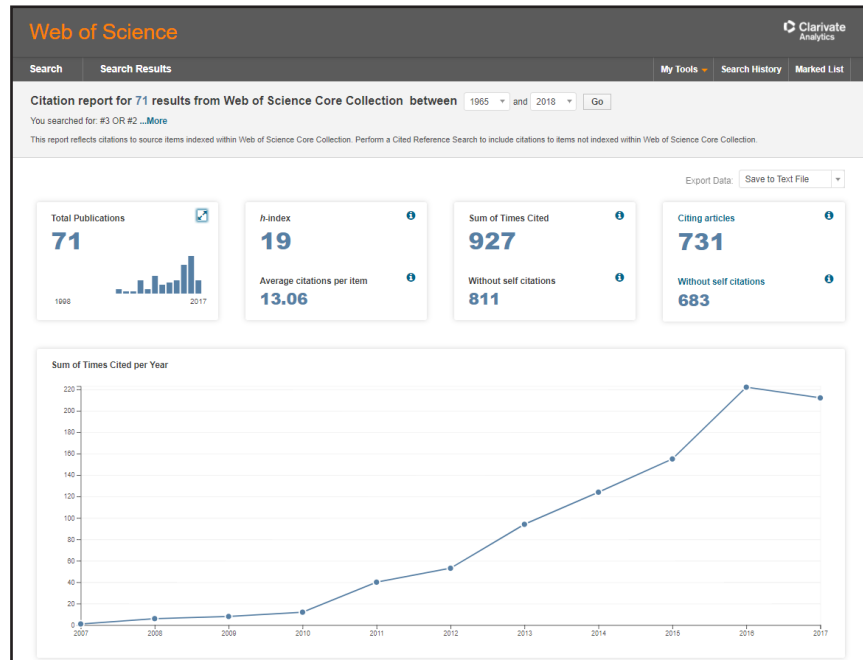 Web of Science
Clarivate
Analytics
Search Search Results My Tools Search History Marked List
Citation report for 71 results from Web of Science Core Collection between 1965 and 2018 Go
You searched for: #3 OR #2 ...More
This report reflects citations to source items indexed within Web of Science Core Collection. Perform a Cited Reference Search to include citations to items not indexed within Web of Science Core Collection.
Export Data: Save to Text File
Total Publications
71
1998 2017
h-index
19
Average citations per item
13.06
Sum of Times Cited
927
Without self citations
811
Citing articles
731
Without self citations
683
Sum of Times Cited per Year
220
200
180
160
140
120
100
80
60
40
20
0
2007 2008 2009 2010 2011 2012 2013 2014 2015 2016 2017